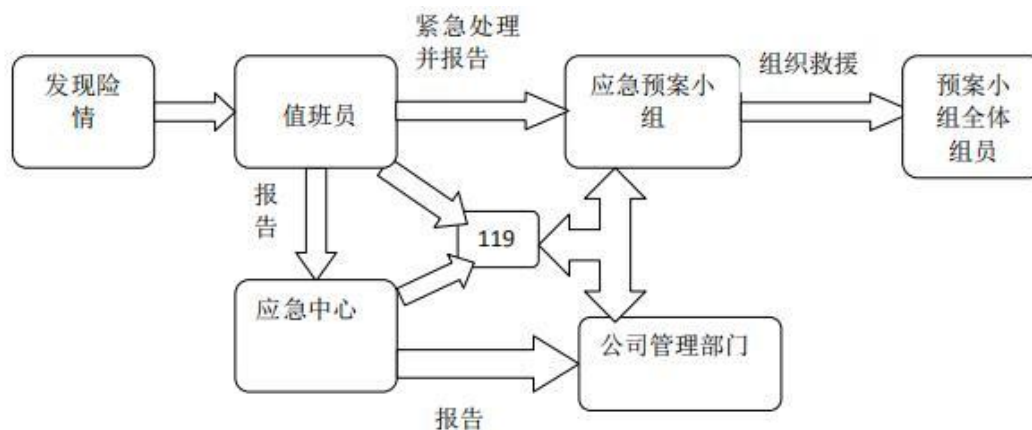 紧急处理
并报告
发现险
情
值班员
应急预案小
组
组织救援
预案小
组全体
组员
报
告
119
应急中心
公司管理部门
报告